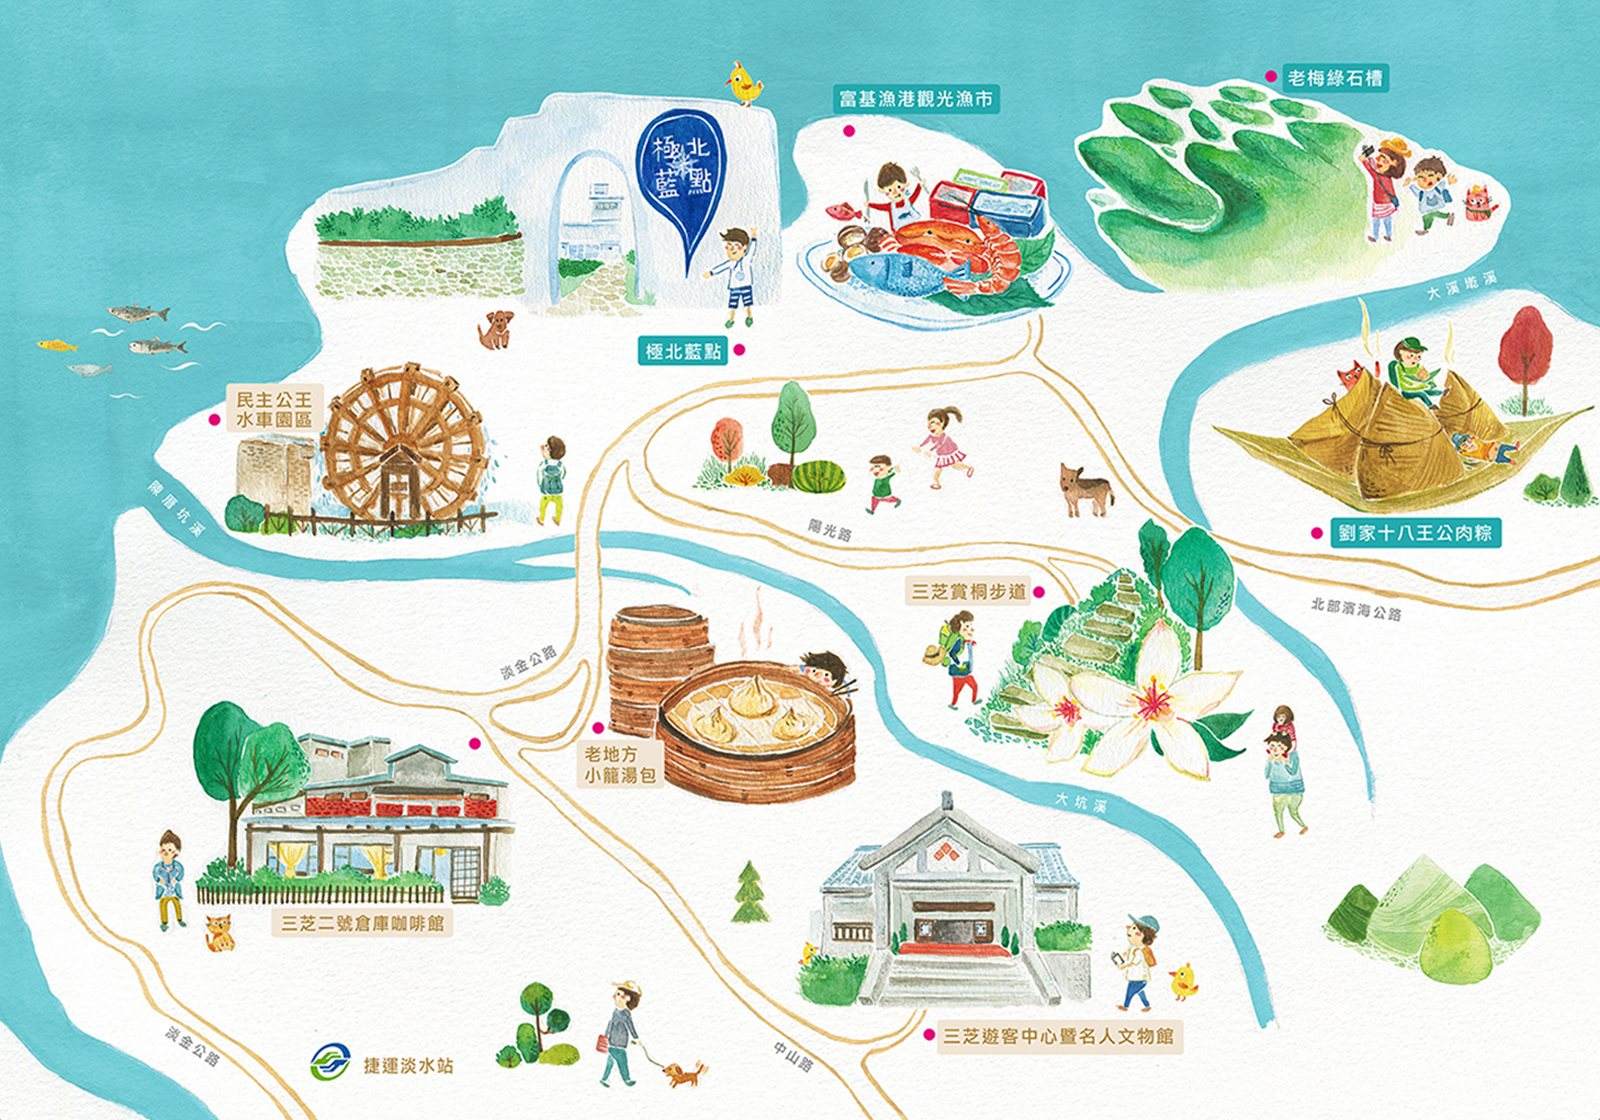 老梅綠石槽
富基漁港觀光漁市
極北
藍點
大溪墘溪
極北藍點
民主公王
水車園區
陳厝坑溪
陽光路
劉家十八王公肉粽
三芝賞桐步道
北部濱海公路
淡金公路
老地方
小籠湯包
大坑溪
三芝二號倉庫咖啡館
三芝遊客中心暨名人文物館
淡金公路
捷運淡水站
中山路